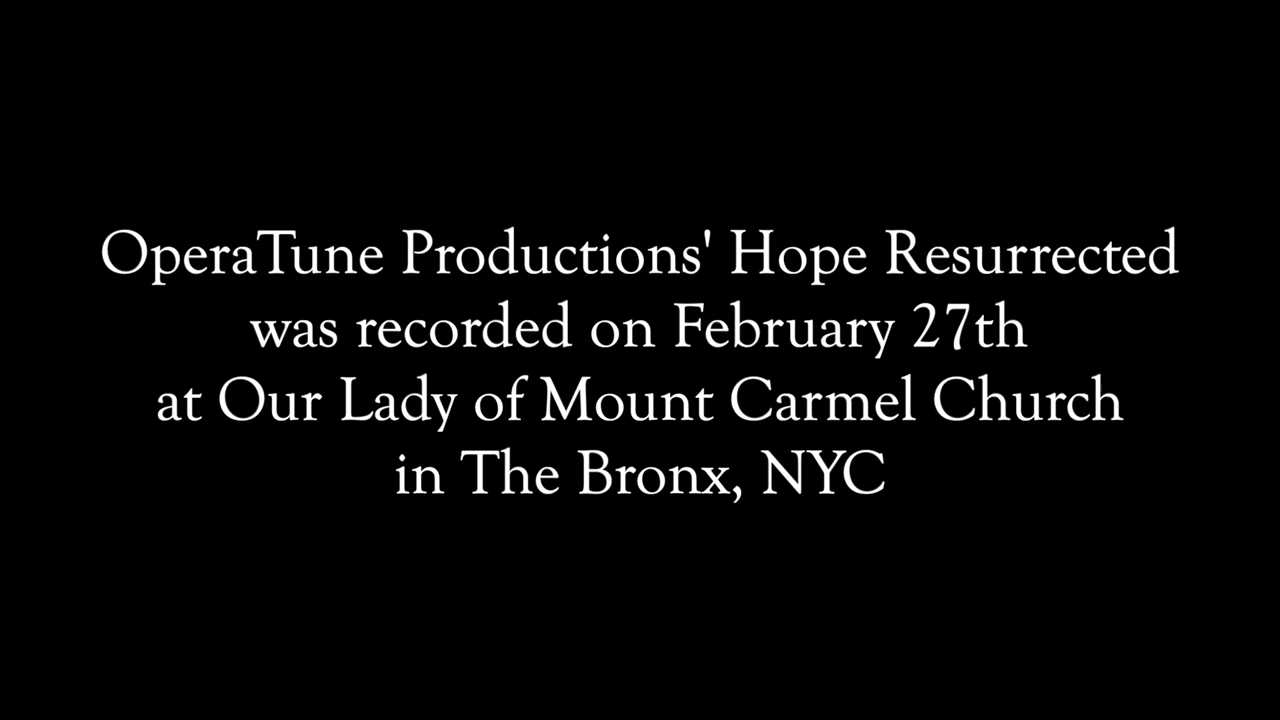 OperaTune Productions' Hope Resurrected
was recorded on February 27th
at Our Lady of Mount Carmel Church
in The Bronx, NYC